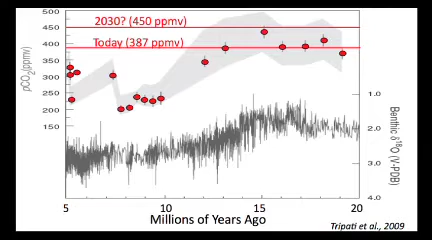 500
2030? (450 ppmv)
450
400
Today (387 ppmv)
350
300
250
200
150
pCO2(ppmv)
1.0
2.0
3.0
4.0
Benthic δ18O (V-PDB)
5
10
15
20
Millions of Years Ago
Tripati et al., 2009